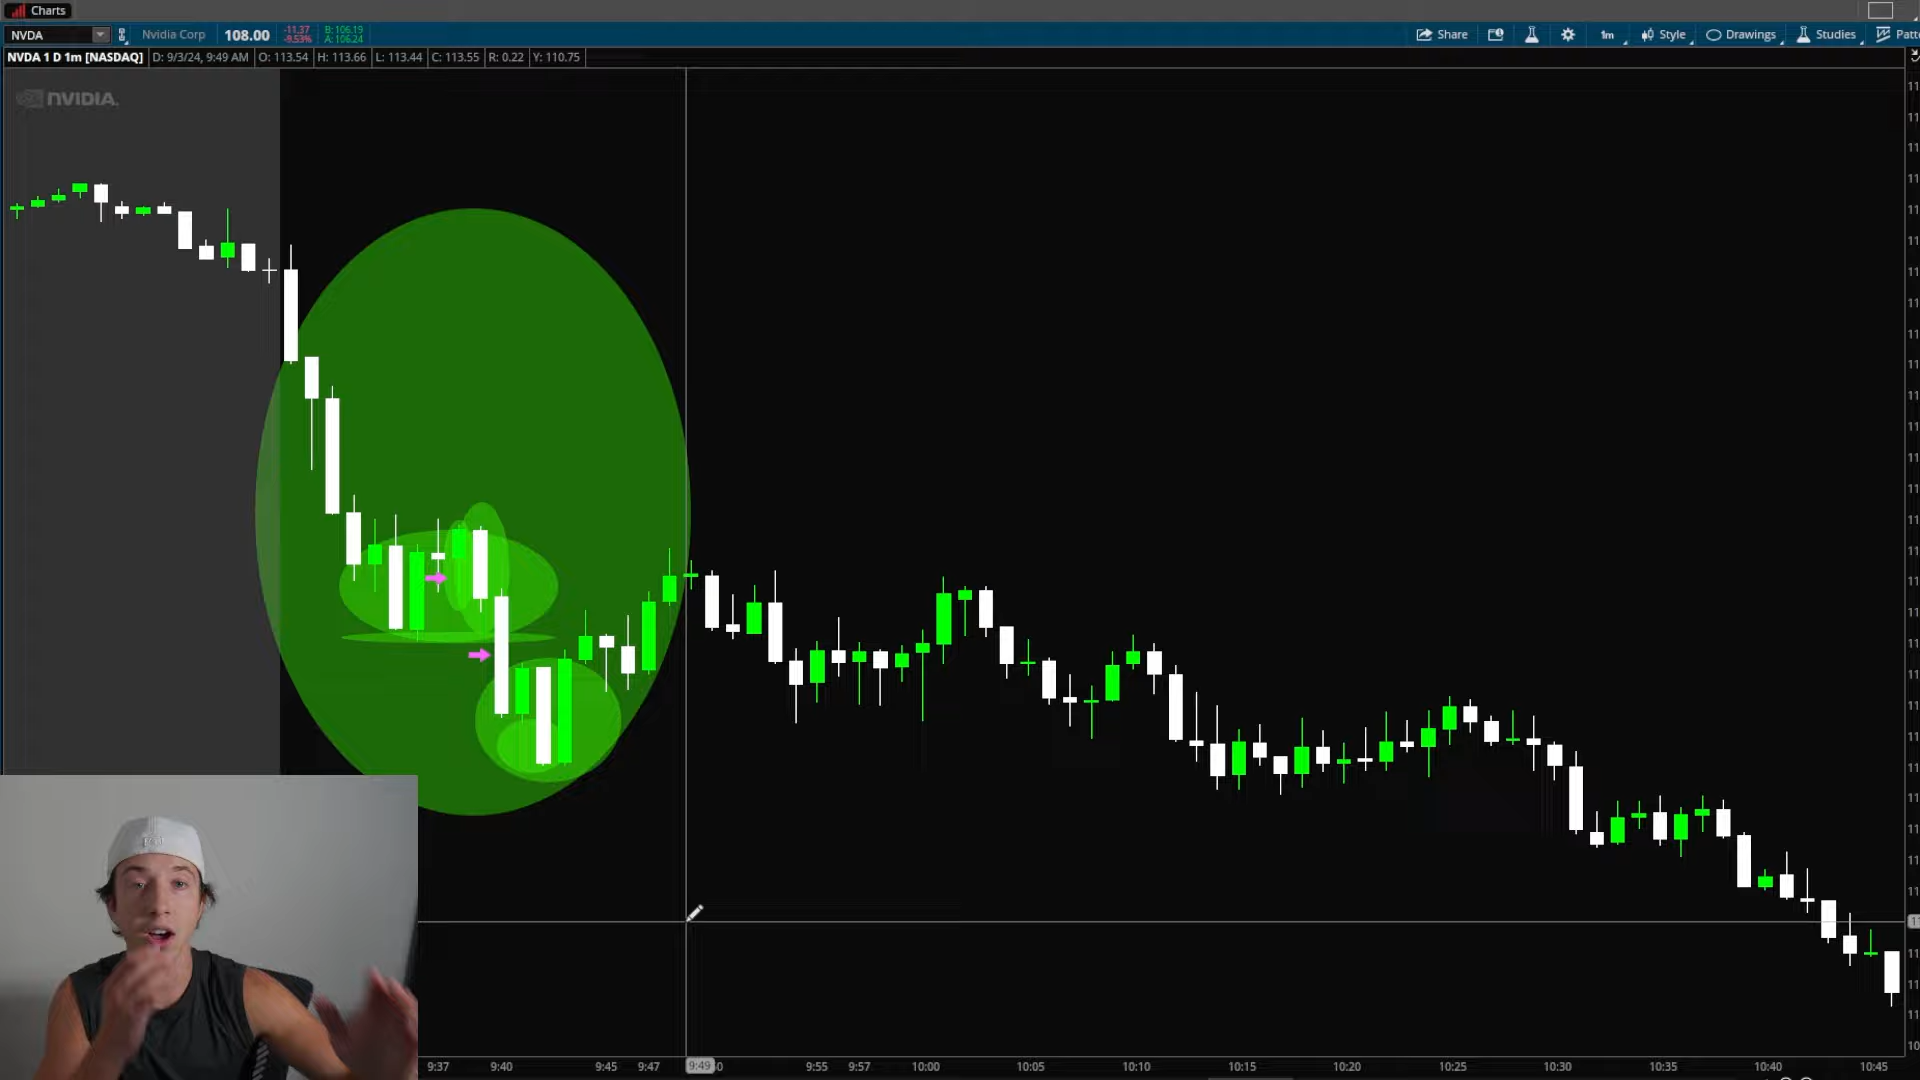 Charts
NVDA Nvidia Corp 108.00 -11.37 -9.53% B: 106.19 A: 106.24 Share 1m Style Drawings Studies
NVDA 1 D 1m [NASDAQ] D: 9/3/24, 9:49 AM O: 113.54 H: 113.66 L: 113.44 C: 113.55 R: 0.22 Y: 110.75
NVIDIA.
9:37 9:40 9:45 9:47 9:49 9:55 9:57 10:00 10:05 10:10 10:15 10:20 10:25 10:30 10:35 10:40 10:45